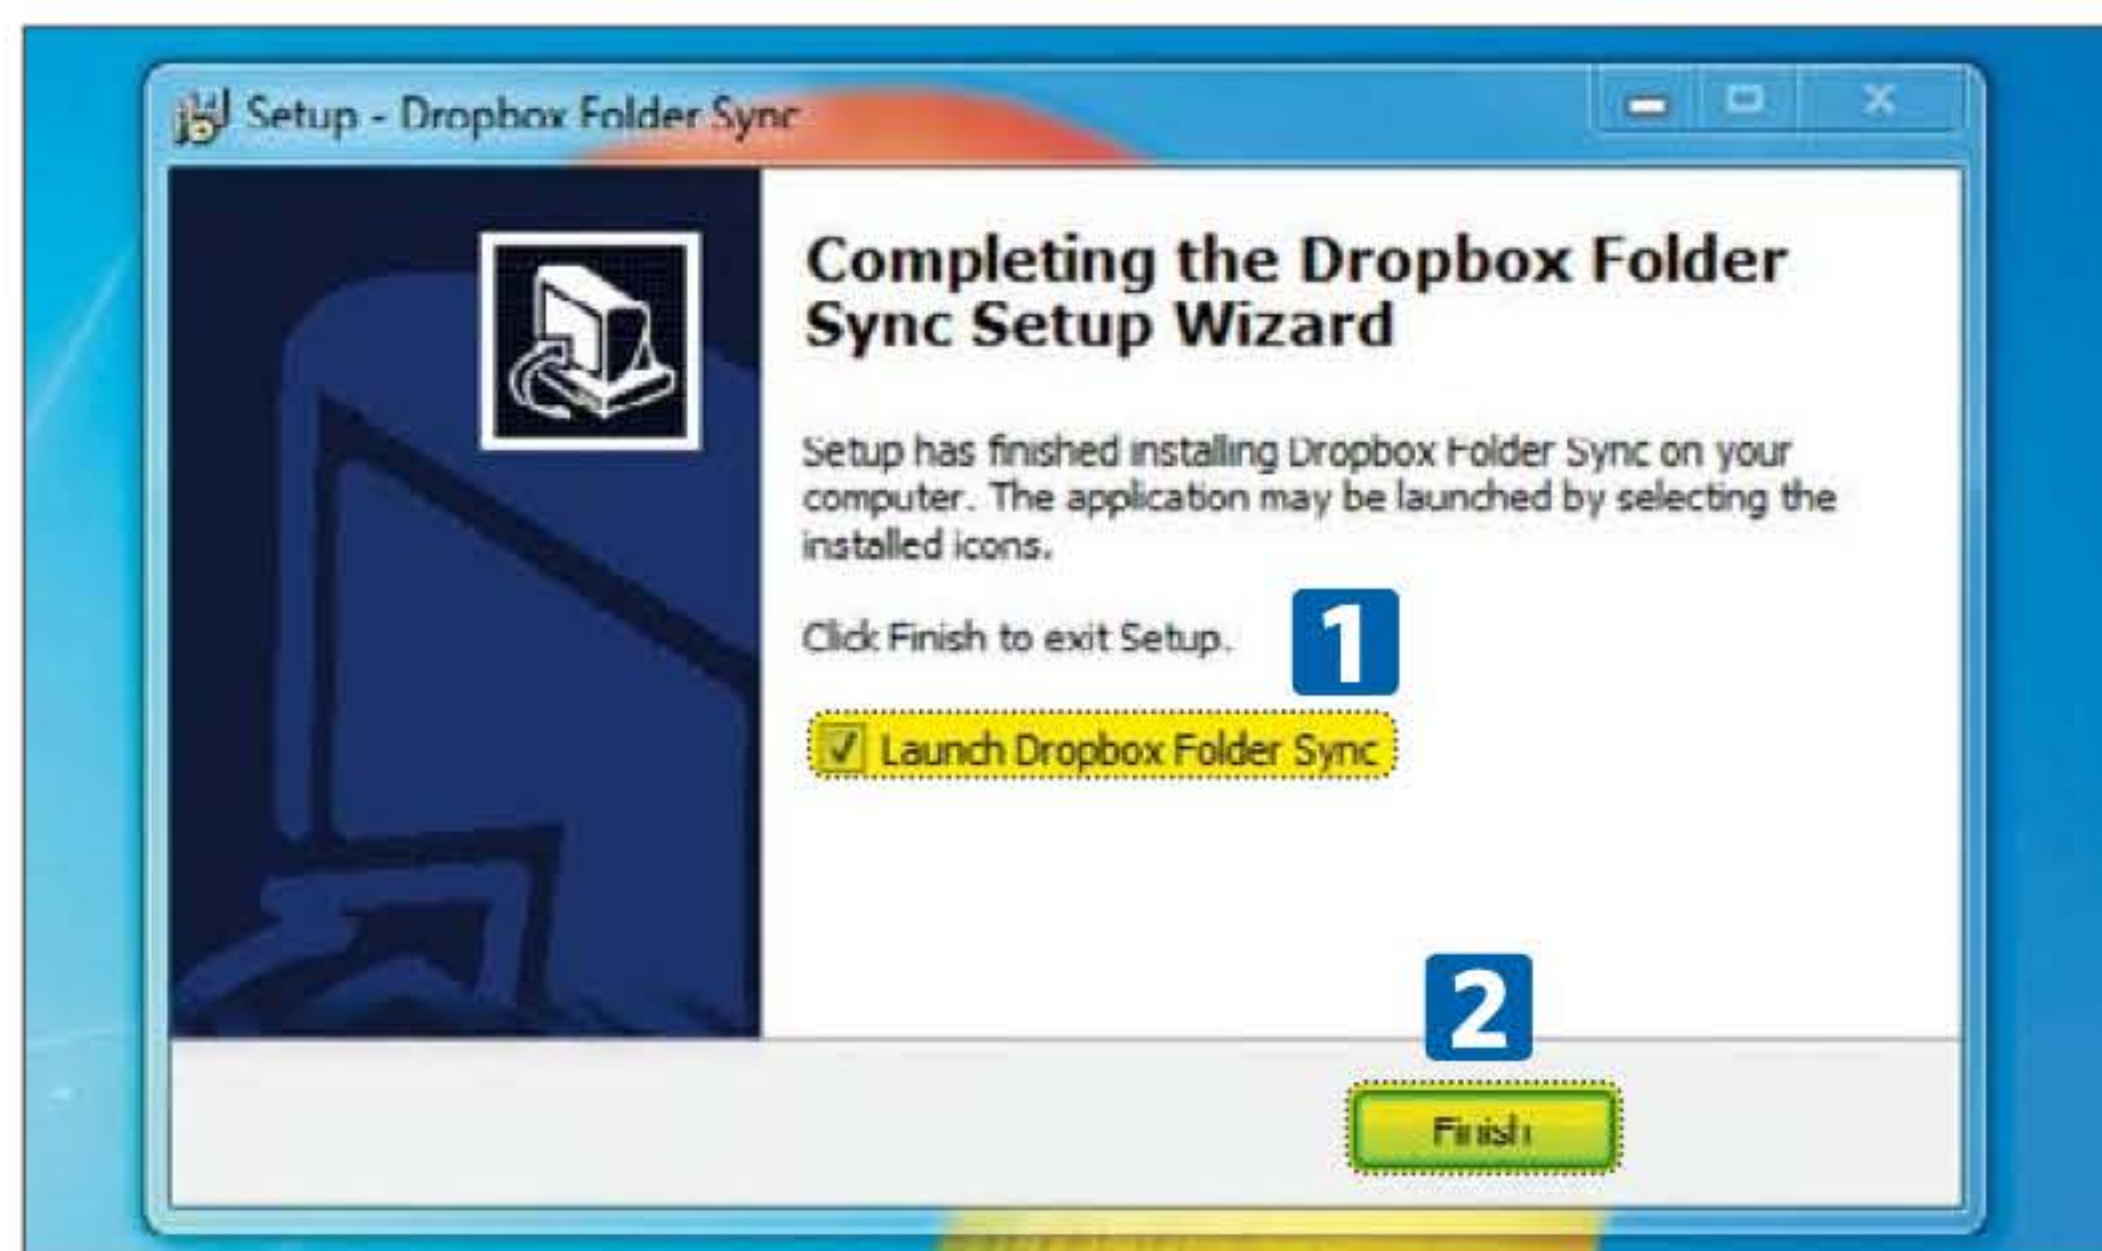 Setup - Dropbox Folder Sync
Completing the Dropbox Folder
Sync Setup Wizard
Setup has finished installing Dropbox Folder Sync on your
computer. The application may be launched by selecting the
installed icons.
1
Click Finish to exit Setup.
Launch Dropbox Folder Sync
2
Finish